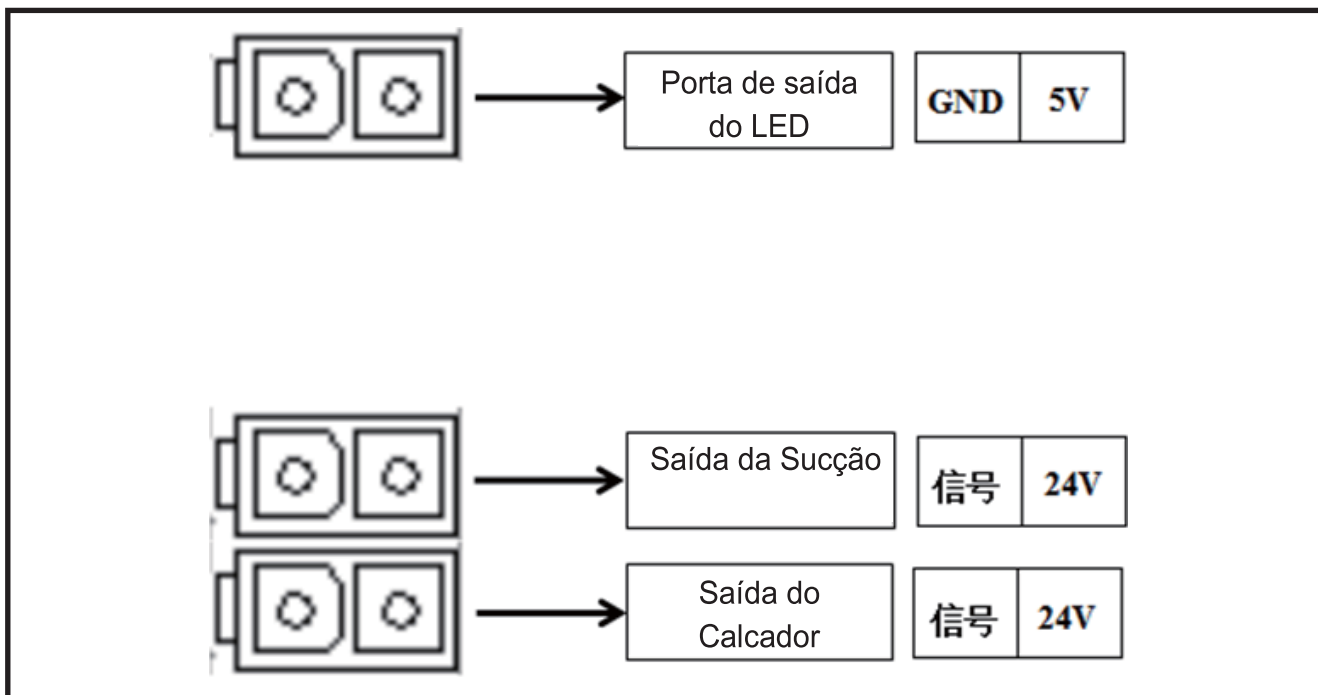 Porta de saída
do LED
GND 5V
Saída da Sucção
信号 24V
Saída do
Calcador
信号 24V